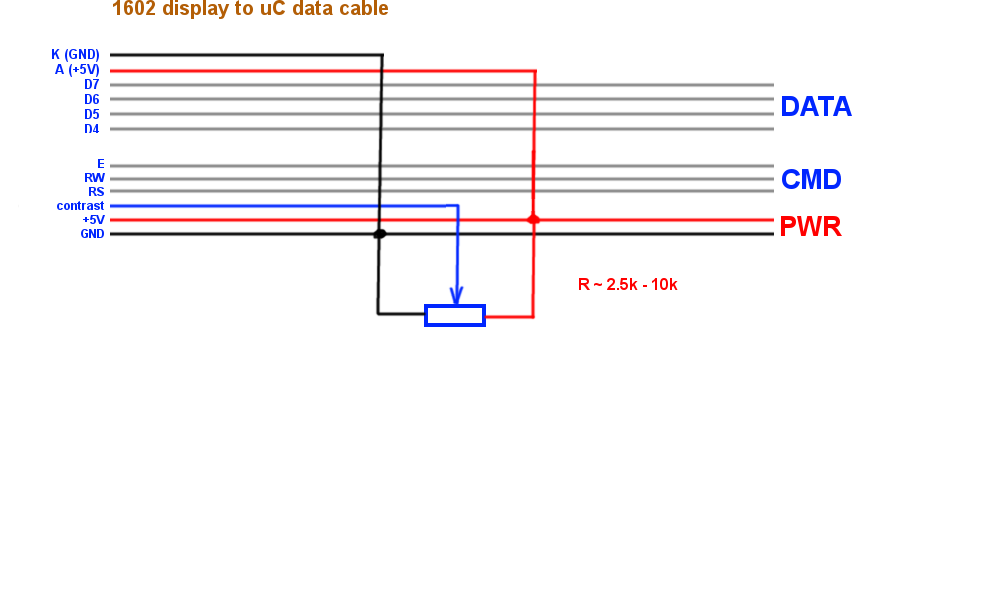 1602 display to uC data cable
K (GND)
A (+5V)
D7
D6
D5
D4
DATA
E
RW
RS
CMD
contrast
+5V
GND
PWR
R ~ 2.5k - 10k